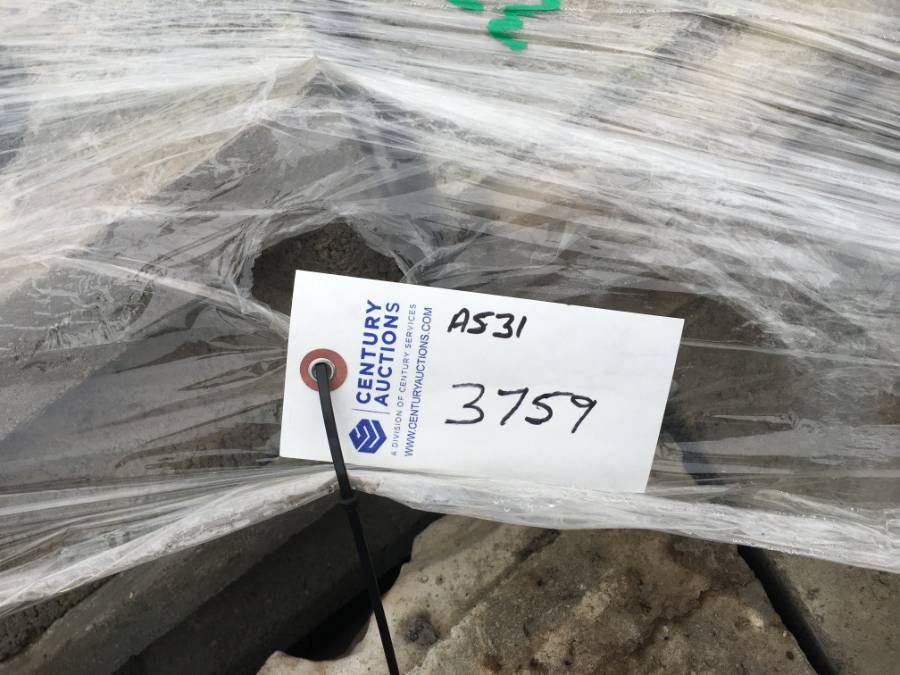 CENTURY
AUCTIONS
A DIVISION OF CENTURY SERVICES
WWW.CENTURYAUCTIONS.COM
A531
3759